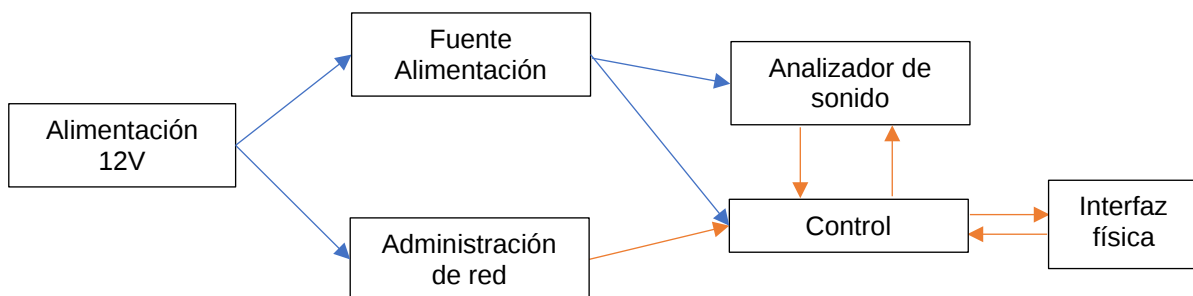 Alimentación
12V
Fuente
Alimentación
Administración
de red
Analizador de
sonido
Control
Interfaz
física